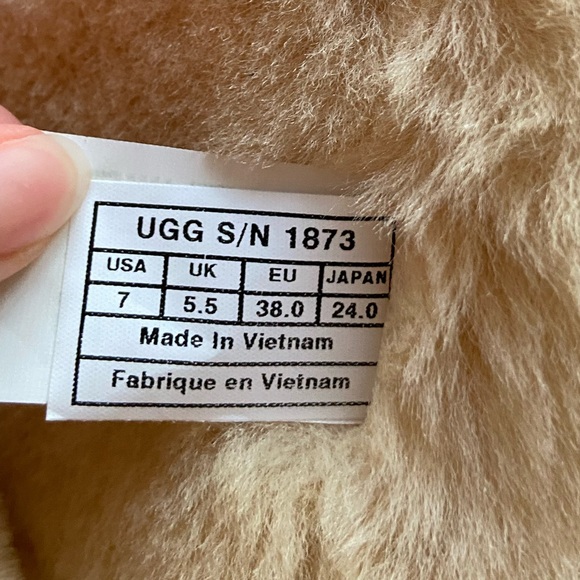 UGG S/N 1873
USA UK EU JAPAN
7 5.5 38.0 24.0
Made In Vietnam
Fabrique en Vietnam